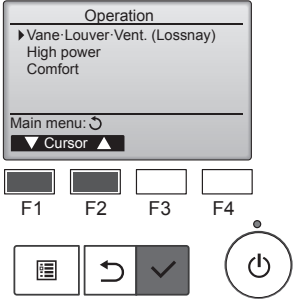 Operation
Vane·Louver·Vent. (Lossnay)
High power
Comfort
Main menu:
Cursor
F1 F2 F3 F4